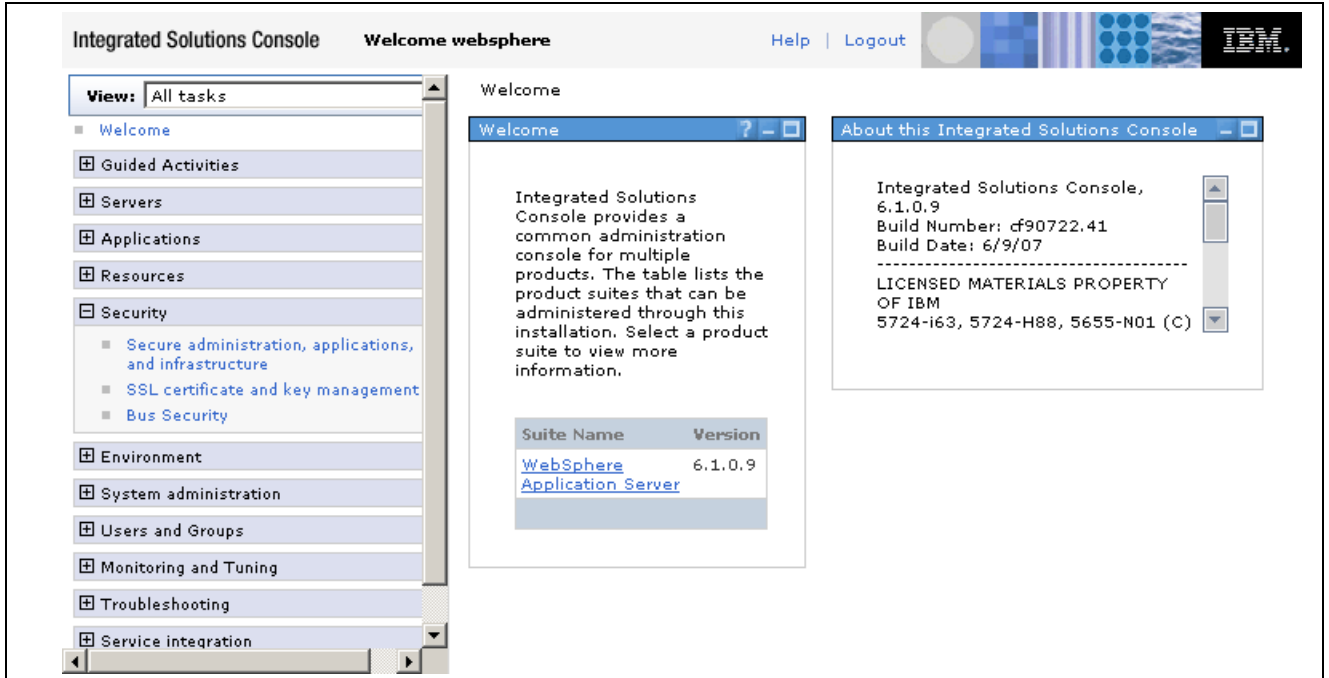 Integrated Solutions Console Welcome websphere Help | Logout IBM.
View: All tasks
Welcome
Guided Activities
Servers
Applications
Resources
Security
Secure administration, applications,
and infrastructure
SSL certificate and key management
Bus Security
Environment
System administration
Users and Groups
Monitoring and Tuning
Troubleshooting
Service integration
Welcome
Welcome ?
Integrated Solutions
Console provides a
common administration
console for multiple
products. The table lists the
product suites that can be
administered through this
installation. Select a product
suite to view more
information.
Suite Name Version
WebSphere 6.1.0.9
Application Server
About this Integrated Solutions Console
Integrated Solutions Console,
6.1.0.9
Build Number: cf90722.41
Build Date: 6/9/07
---------------------------------------
LICENSED MATERIALS PROPERTY
OF IBM
5724-i63, 5724-H88, 5655-N01 (C)